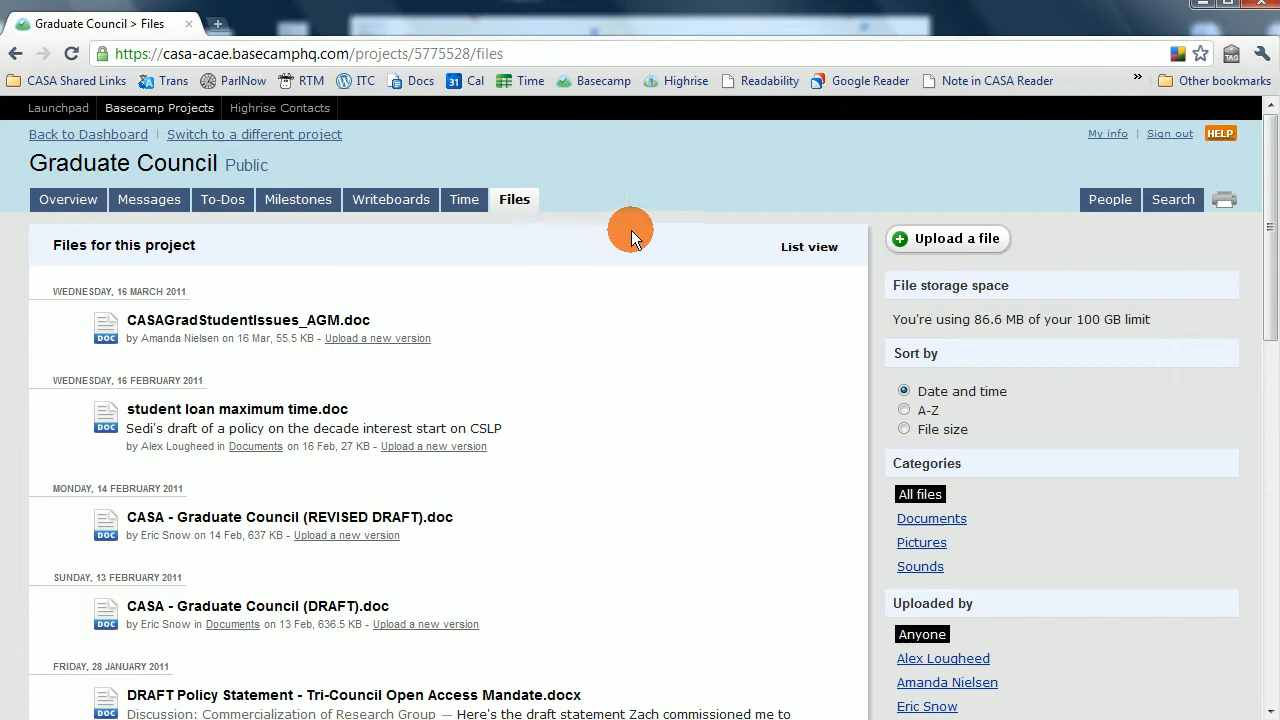 Graduate Council > Files
https://casa-acae.basecamphq.com/projects/5775528/files
CASA Shared Links Trans ParlNow RTM ITC Docs 31 Cal Time Basecamp Highrise Readability Google Reader Note in CASA Reader » Other bookmarks
TAG
Launchpad Basecamp Projects Highrise Contacts
Back to Dashboard | Switch to a different project
My info | Sign out HELP
Graduate Council Public
Overview Messages To-Dos Milestones Writeboards Time Files People Search
Files for this project
List view
WEDNESDAY, 16 MARCH 2011
DOC
CASAGradStudentIssues_AGM.doc
by Amanda Nielsen on 16 Mar, 55.5 KB - Upload a new version
WEDNESDAY, 16 FEBRUARY 2011
DOC
student loan maximum time.doc
Sedi's draft of a policy on the decade interest start on CSLP
by Alex Lougheed in Documents on 16 Feb, 27 KB - Upload a new version
MONDAY, 14 FEBRUARY 2011
DOC
CASA - Graduate Council (REVISED DRAFT).doc
by Eric Snow on 14 Feb, 637 KB - Upload a new version
SUNDAY, 13 FEBRUARY 2011
DOC
CASA - Graduate Council (DRAFT).doc
by Eric Snow in Documents on 13 Feb, 636.5 KB - Upload a new version
FRIDAY, 28 JANUARY 2011
DOC
DRAFT Policy Statement - Tri-Council Open Access Mandate.docx
Discussion: Commercialization of Research Group — Here's the draft statement Zach commissioned me to
Upload a file
File storage space
You're using 86.6 MB of your 100 GB limit
Sort by
Date and time
A-Z
File size
Categories
All files
Documents
Pictures
Sounds
Uploaded by
Anyone
Alex Lougheed
Amanda Nielsen
Eric Snow